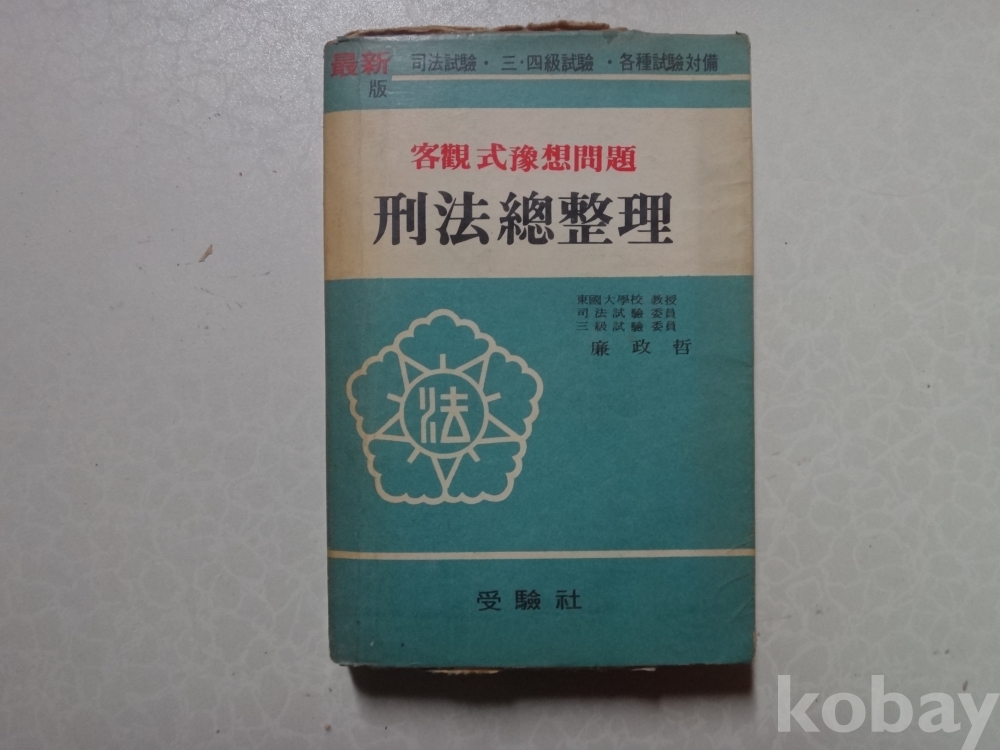 最新版
司法試驗・三・四級試驗・各種試驗対備
客觀式豫想問題
刑法總整理
東國大學校 教授
司法試驗委員
三級試驗委員
廉政哲
法
受驗社
kobay